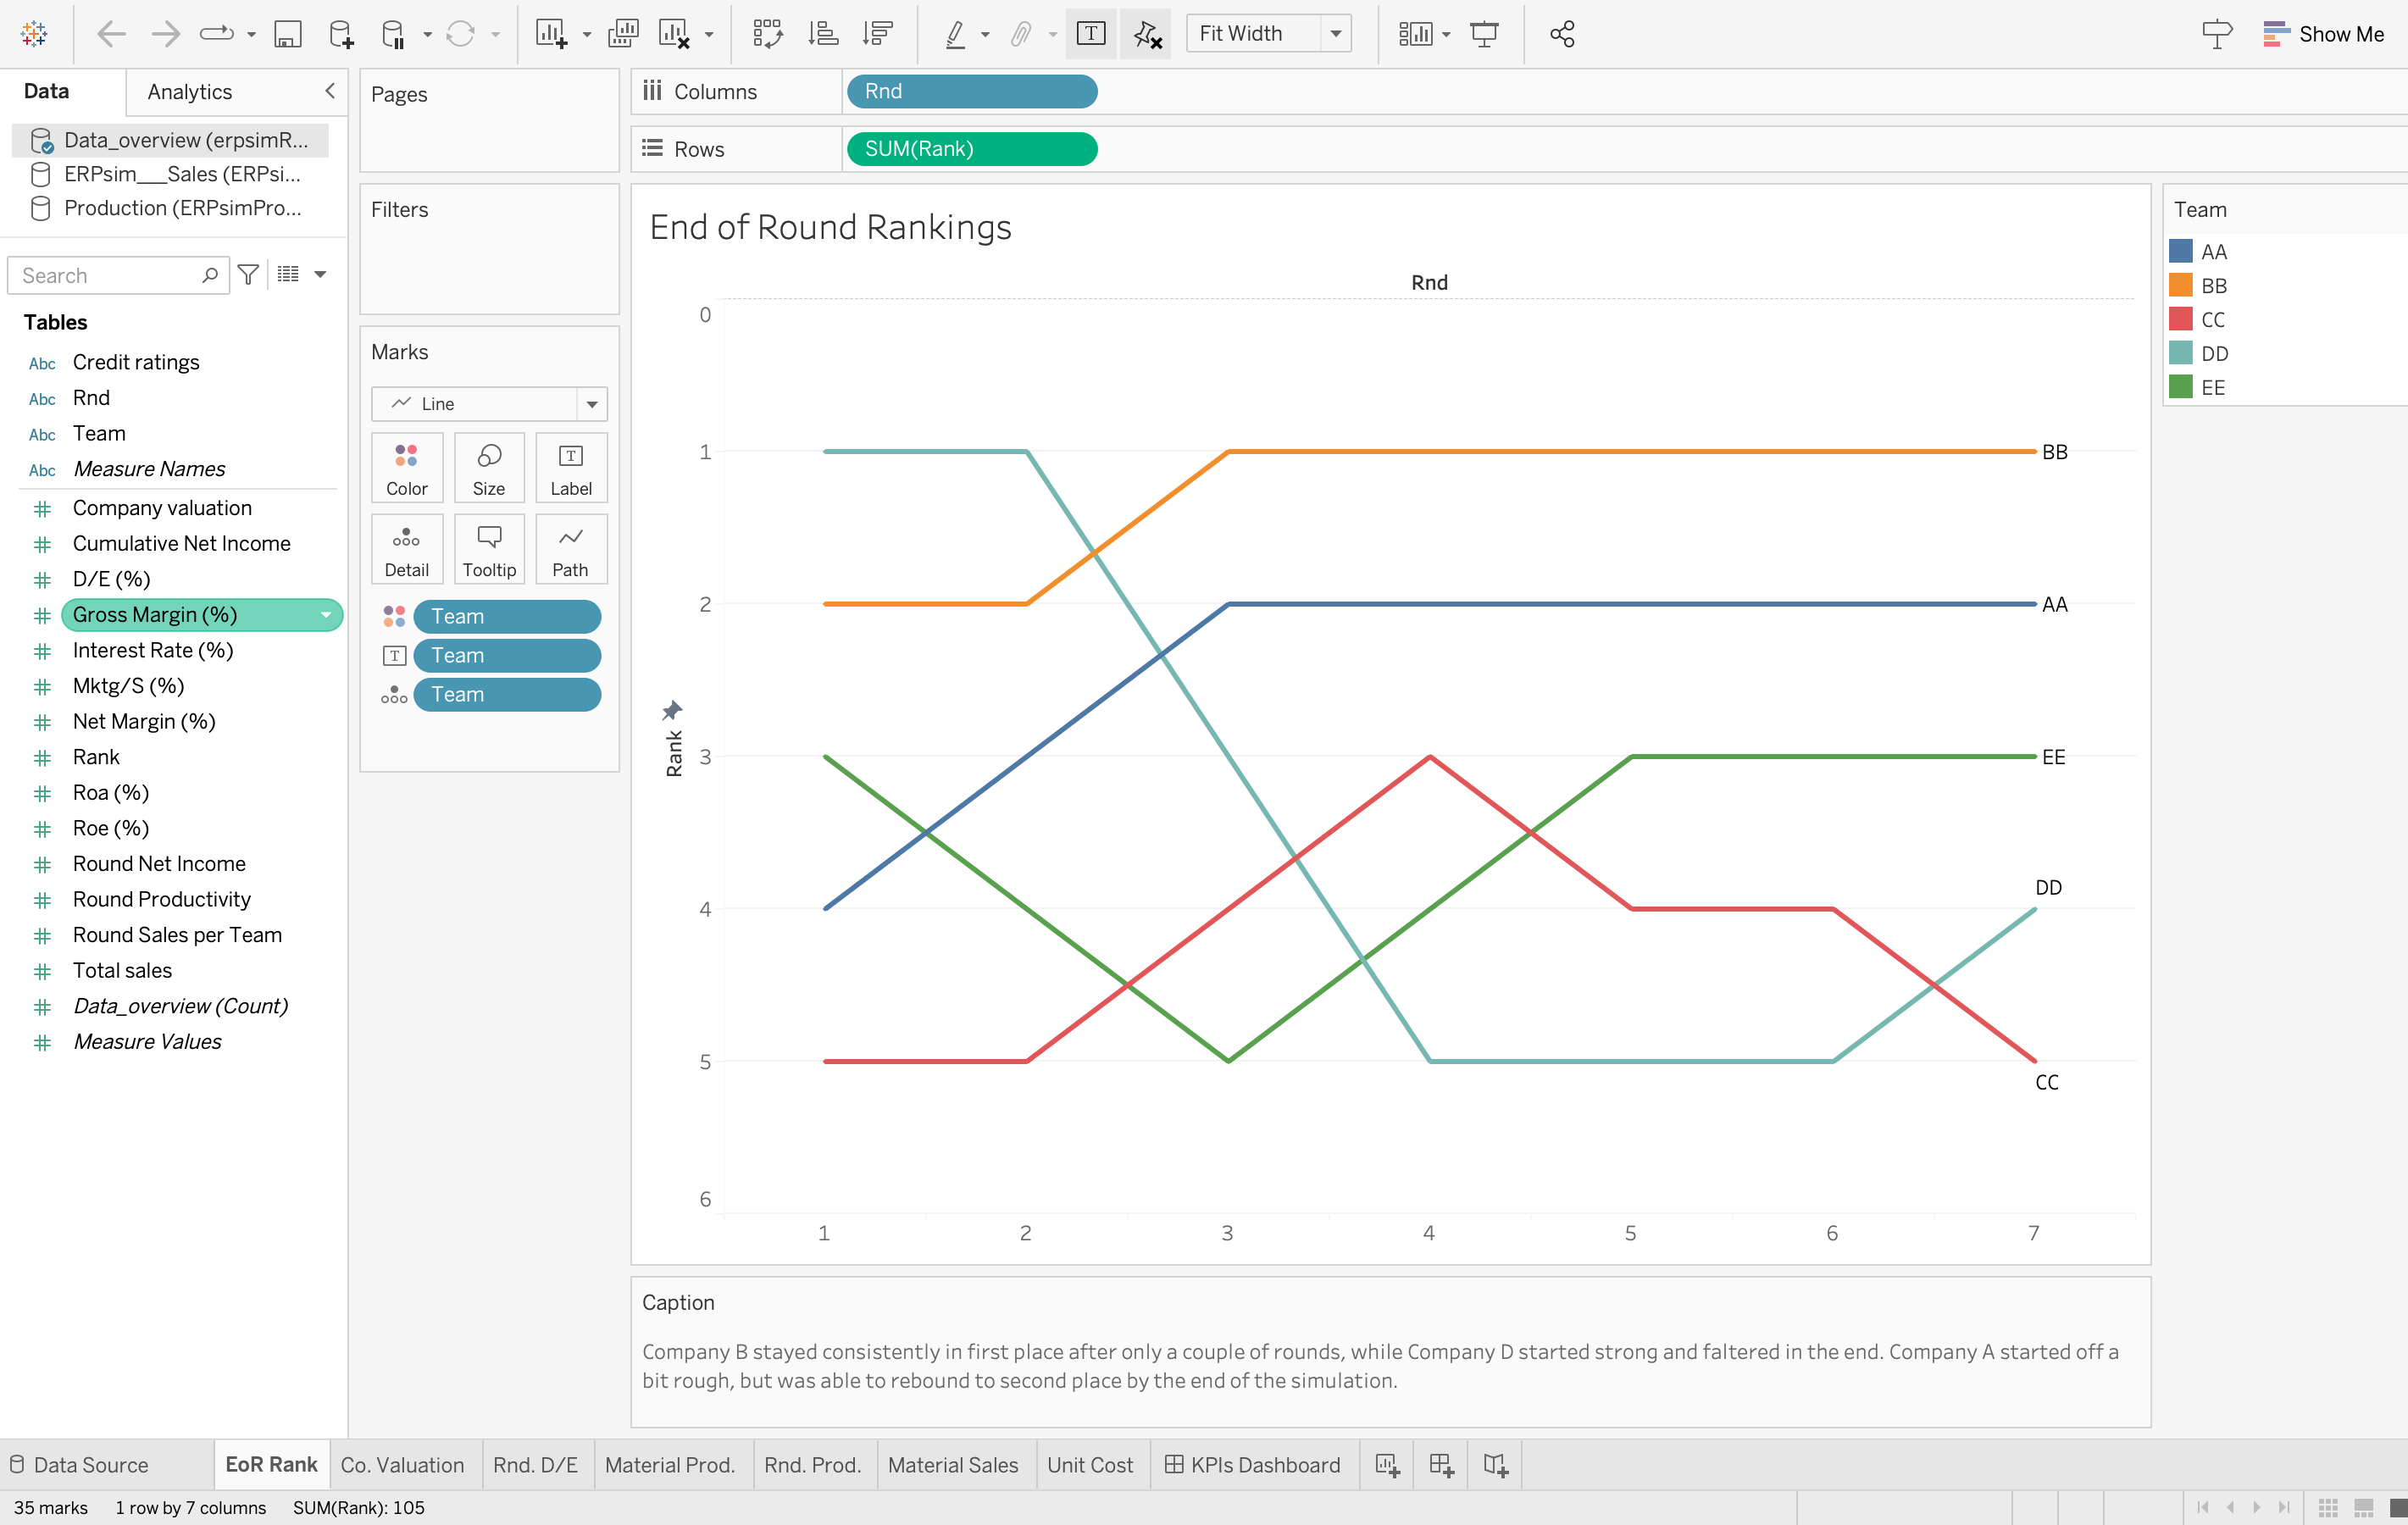 Fit Width
Show Me
Data
Analytics
Data_overview (erpsimR...
ERPsim___Sales (ERPsi...
Production (ERPsimPro...
Search
Tables
Abc Credit ratings
Abc Rnd
Abc Team
Abc Measure Names
# Company valuation
# Cumulative Net Income
# D/E (%)
# Gross Margin (%)
# Interest Rate (%)
# Mktg/S (%)
# Net Margin (%)
# Rank
# Roa (%)
# Roe (%)
# Round Net Income
# Round Productivity
# Round Sales per Team
# Total sales
# Data_overview (Count)
# Measure Values
Pages
Filters
Marks
Line
Color
Size
T
Label
Detail
Tooltip
Path
Team
T Team
Team
Columns
Rnd
Rows
SUM(Rank)
End of Round Rankings
Rnd
Rank
0
1
2
3
4
5
6
BB
AA
EE
DD
CC
1 2 3 4 5 6 7
Team
AA
BB
CC
DD
EE
Caption
Company B stayed consistently in first place after only a couple of rounds, while Company D started strong and faltered in the end. Company A started off a
bit rough, but was able to rebound to second place by the end of the simulation.
Data Source
EoR Rank
Co. Valuation
Rnd. D/E
Material Prod.
Rnd. Prod.
Material Sales
Unit Cost
KPIs Dashboard
35 marks
1 row by 7 columns
SUM(Rank): 105